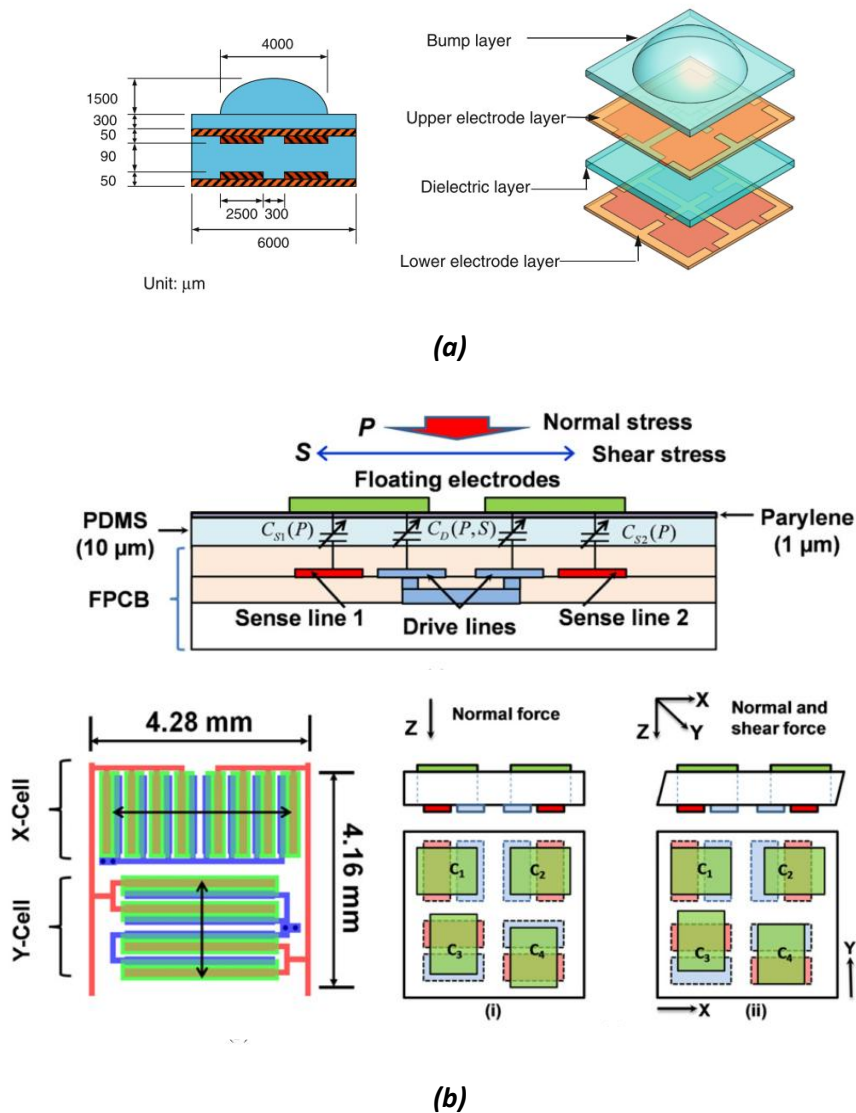 4000
1500
300
50
90
50
2500 300
6000
Unit: μm
Bump layer
Upper electrode layer
Dielectric layer
Lower electrode layer
(a)
P Normal stress
S Shear stress
Floating electrodes
PDMS
(10 μm)
C_S1(P) C_D(P,S) C_S2(P)
Parylene
(1 μm)
FPCB
Sense line 1 Drive lines Sense line 2
4.28 mm
X-Cell
Y-Cell
4.16 mm
Z Normal force
C1 C2
C3 C4
(i)
X
Y
Z
Normal and
shear force
C1 C2
C3 C4
Y
X
(ii)
(b)